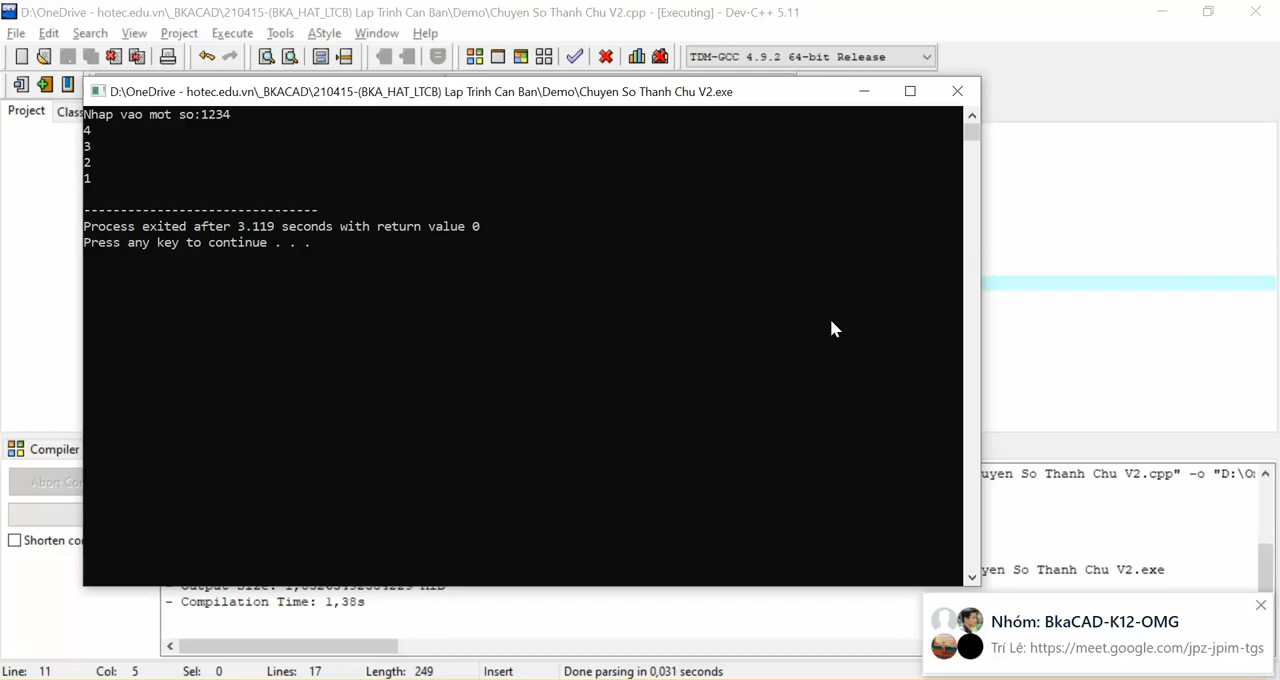 D:\OneDrive - hotec.edu.vn\_BKACAD\210415-(BKA_HAT_LTCB) Lap Trinh Can Ban\Demo\Chuyen So Thanh Chu V2.cpp - [Executing] - Dev-C++ 5.11
File Edit Search View Project Execute Tools AStyle Window Help
TDM-GCC 4.9.2 64-bit Release
D:\OneDrive - hotec.edu.vn\_BKACAD\210415-(BKA_HAT_LTCB) Lap Trinh Can Ban\Demo\Chuyen So Thanh Chu V2.exe
Project Clas
Nhap vao mot so:1234
4
3
2
1
--------------------------------
Process exited after 3.119 seconds with return value 0
Press any key to continue . . .
Compiler
uyen So Thanh Chu V2.cpp" -o "D:\O
Abort Co
Shorten co
yen So Thanh Chu V2.exe
- Compilation Time: 1,38s
Nhóm: BkaCAD-K12-OMG
Trí Lê: https://meet.google.com/jpz-jpim-tgs
Line: 11 Col: 5 Sel: 0 Lines: 17 Length: 249 Insert Done parsing in 0,031 seconds